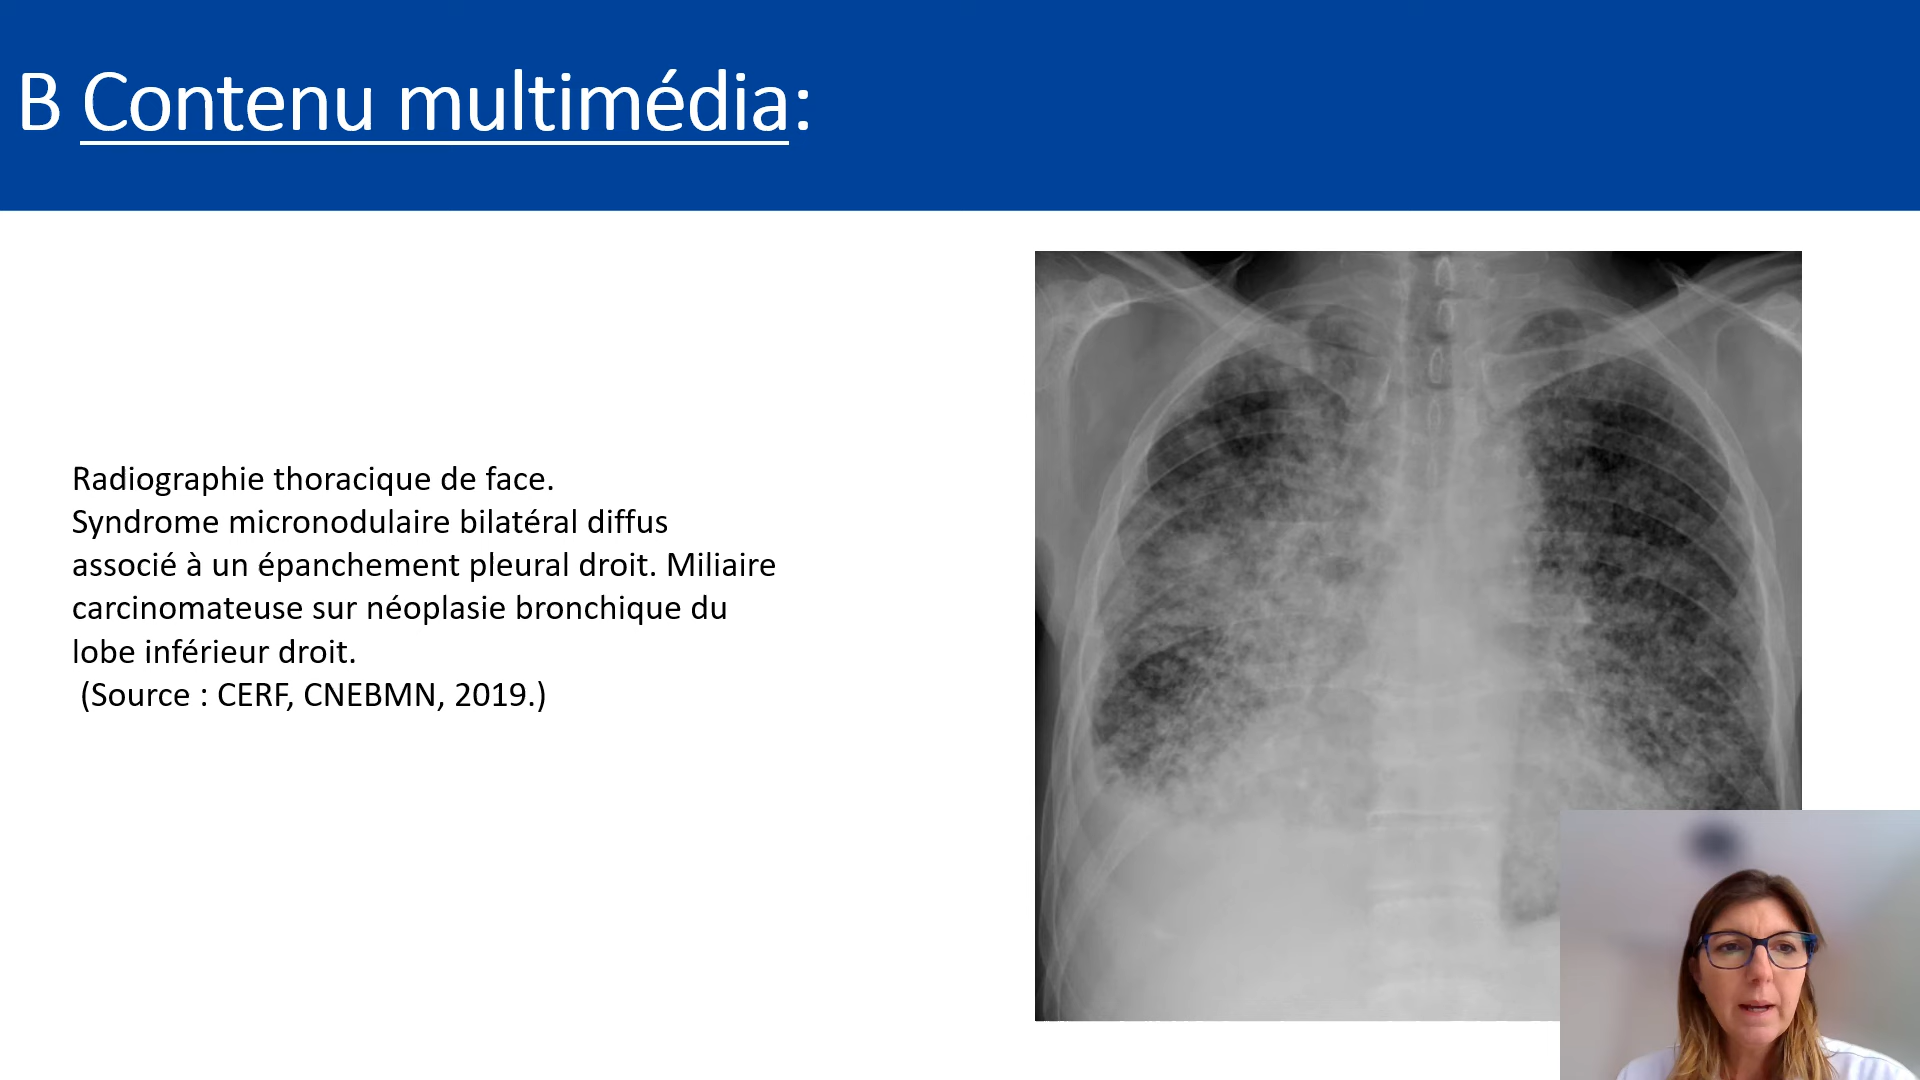 B Contenu multimédia:
Radiographie thoracique de face.
Syndrome micronodulaire bilatéral diffus
associé à un épanchement pleural droit. Miliaire
carcinomateuse sur néoplasie bronchique du
lobe inférieur droit.
(Source : CERF, CNEBMN, 2019.)